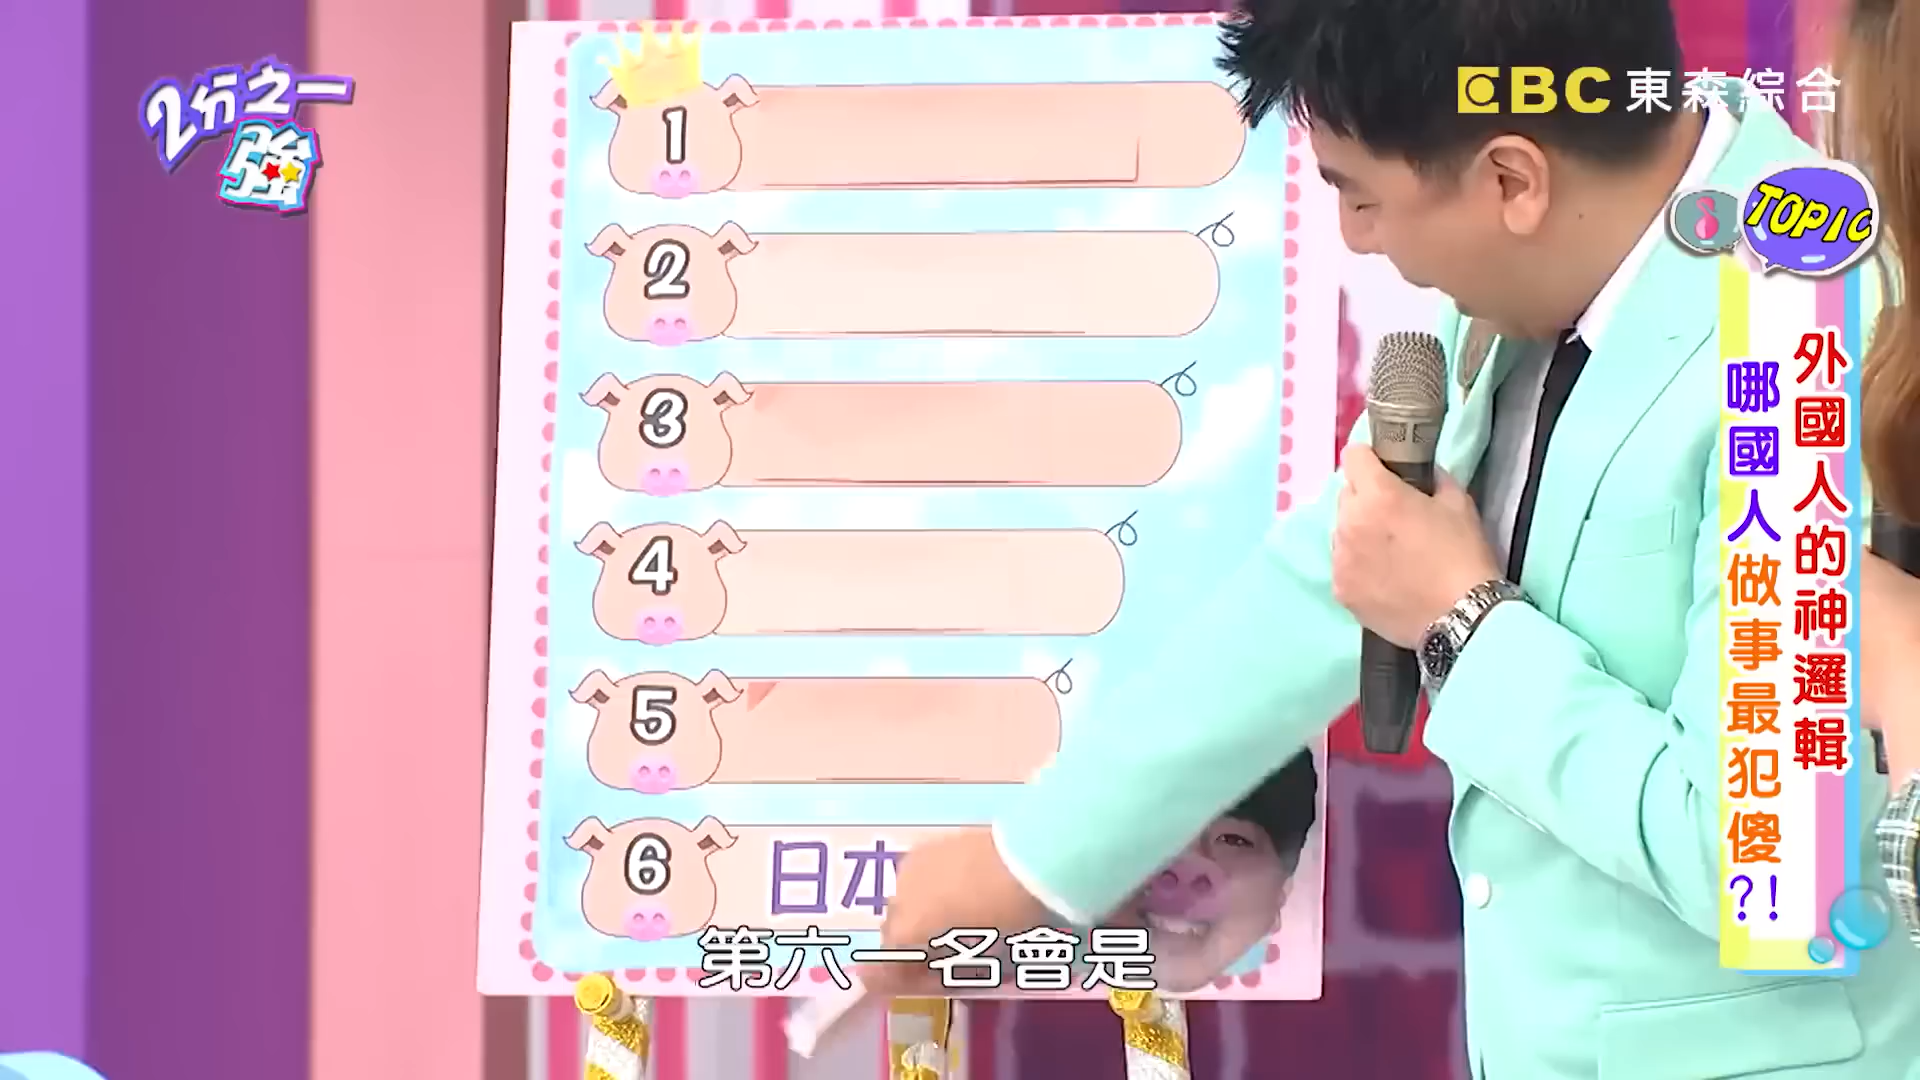 2分之一
強
EBC 東森綜合
TOPIC
外國人的神邏輯
哪國人做事最犯傻?!
1
2
3
4
5
6 日本
第六一名會是